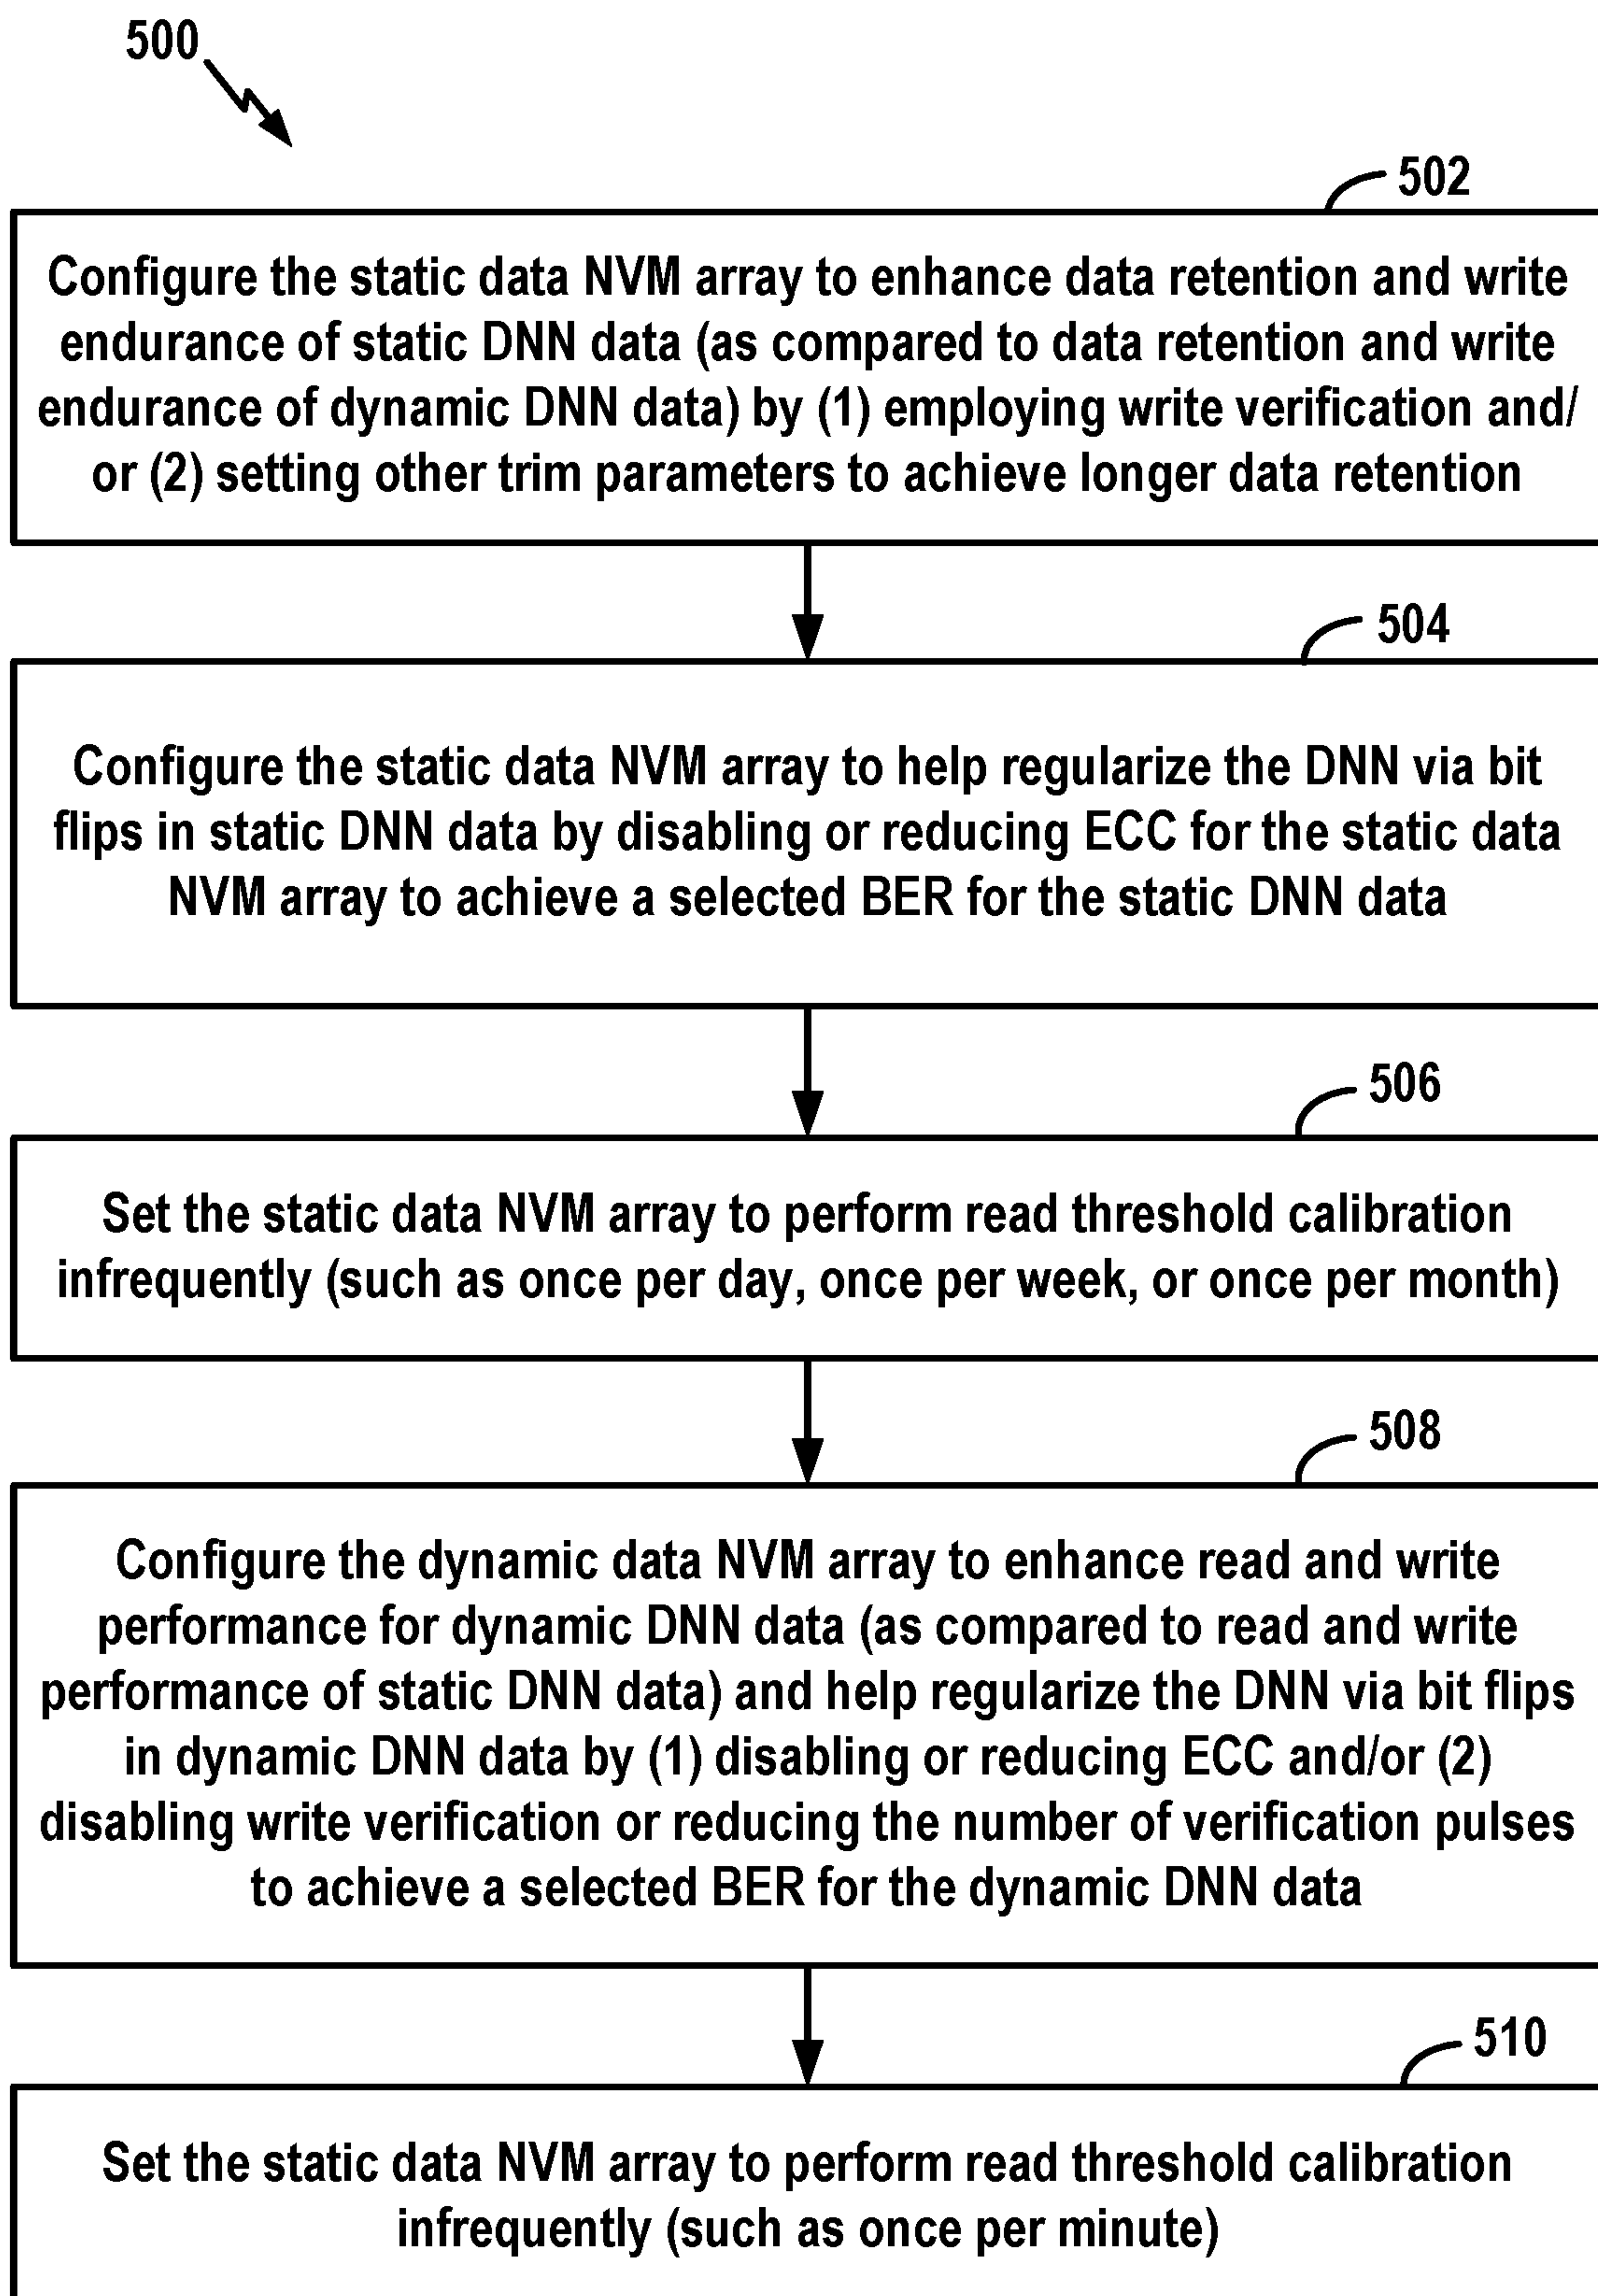 500
502
Configure the static data NVM array to enhance data retention and write
endurance of static DNN data (as compared to data retention and write
endurance of dynamic DNN data) by (1) employing write verification and/
or (2) setting other trim parameters to achieve longer data retention
504
Configure the static data NVM array to help regularize the DNN via bit
flips in static DNN data by disabling or reducing ECC for the static data
NVM array to achieve a selected BER for the static DNN data
506
Set the static data NVM array to perform read threshold calibration
infrequently (such as once per day, once per week, or once per month)
508
Configure the dynamic data NVM array to enhance read and write
performance for dynamic DNN data (as compared to read and write
performance of static DNN data) and help regularize the DNN via bit flips
in dynamic DNN data by (1) disabling or reducing ECC and/or (2)
disabling write verification or reducing the number of verification pulses
to achieve a selected BER for the dynamic DNN data
510
Set the static data NVM array to perform read threshold calibration
infrequently (such as once per minute)